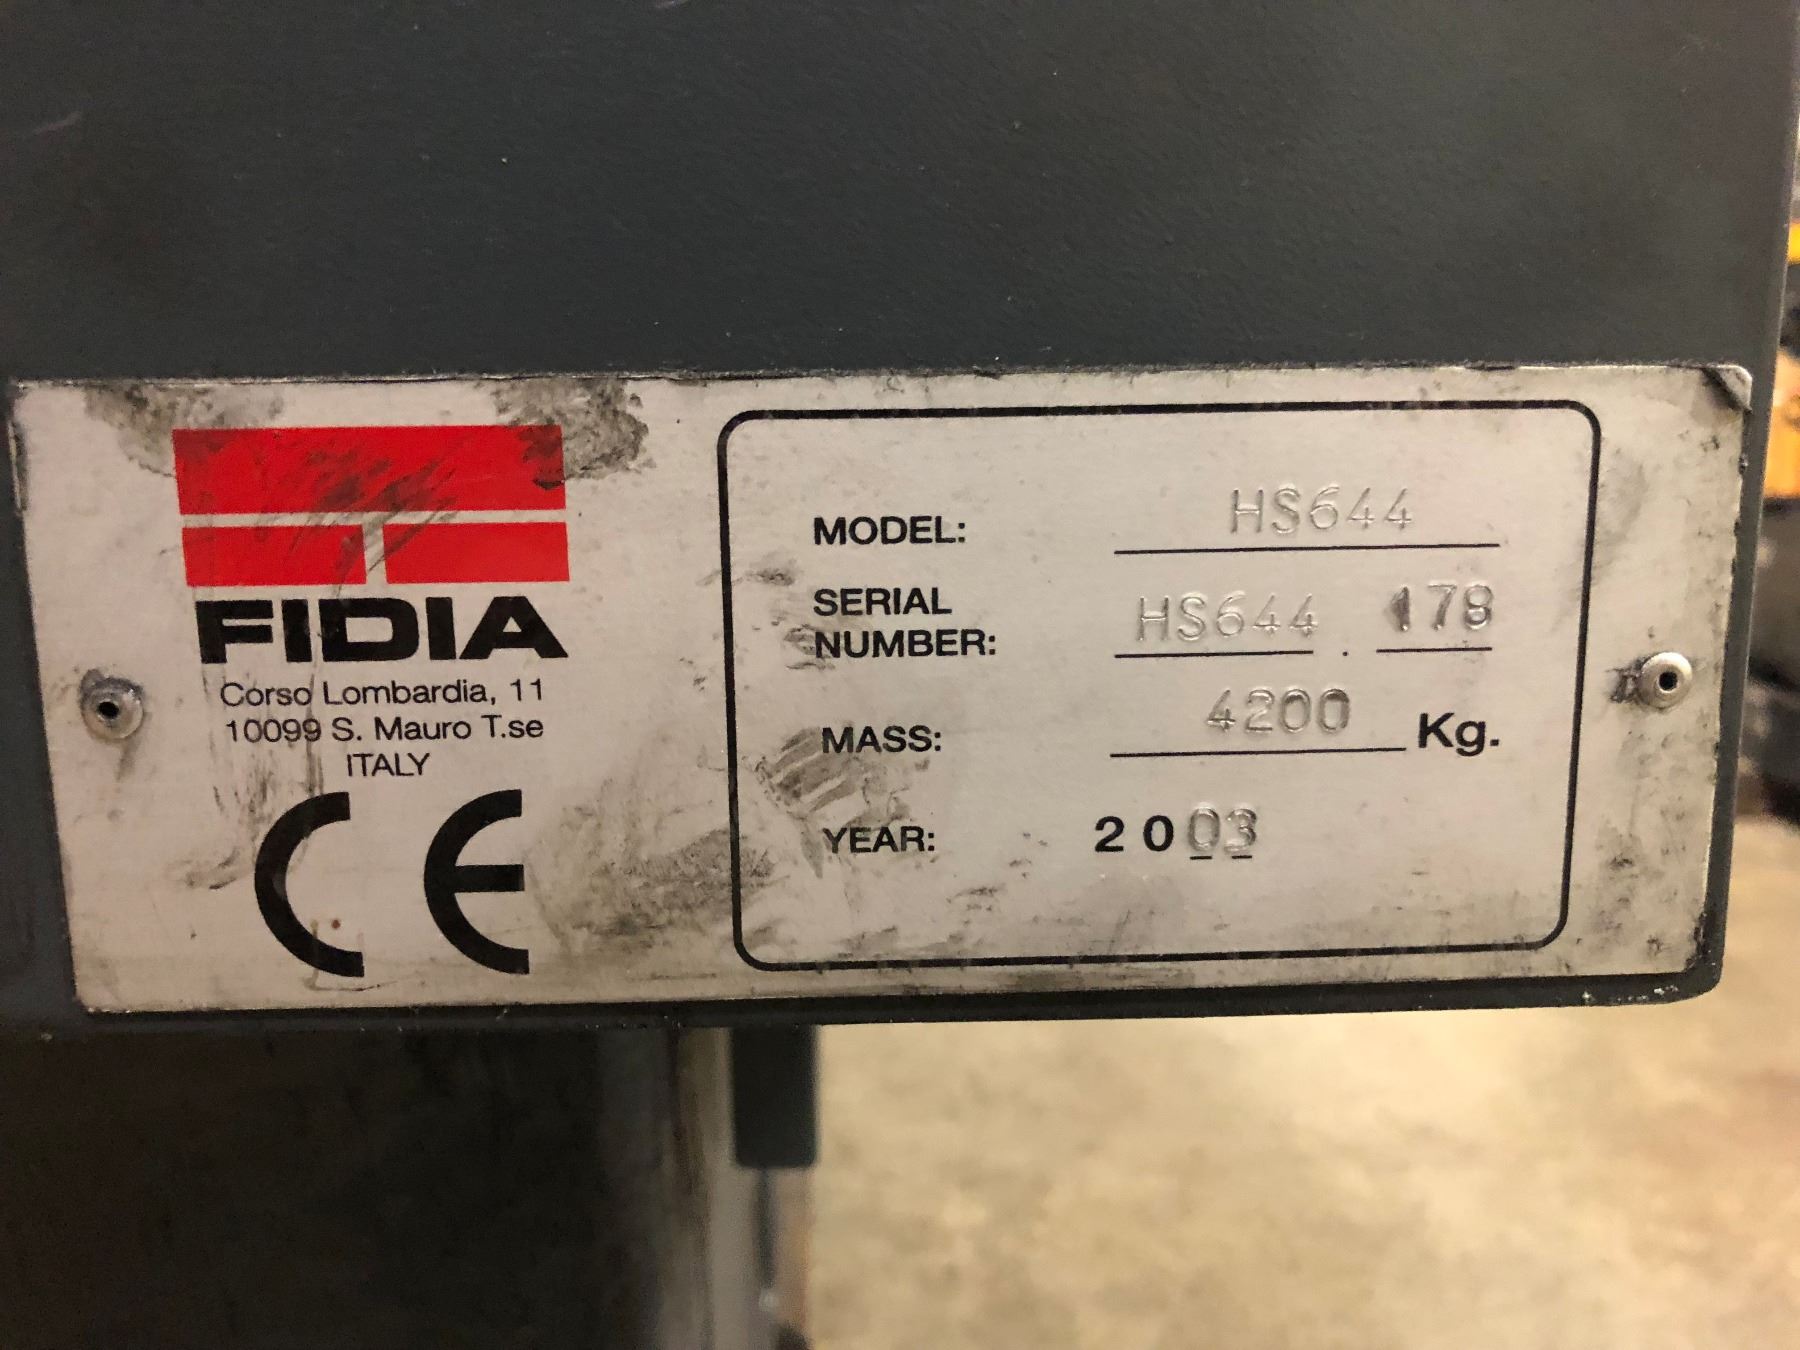 FIDIA
Corso Lombardia, 11
10099 S. Mauro T.se
ITALY
CE
MODEL: HS644
SERIAL
NUMBER: HS644 . 178
MASS: 4200 Kg.
YEAR: 2003